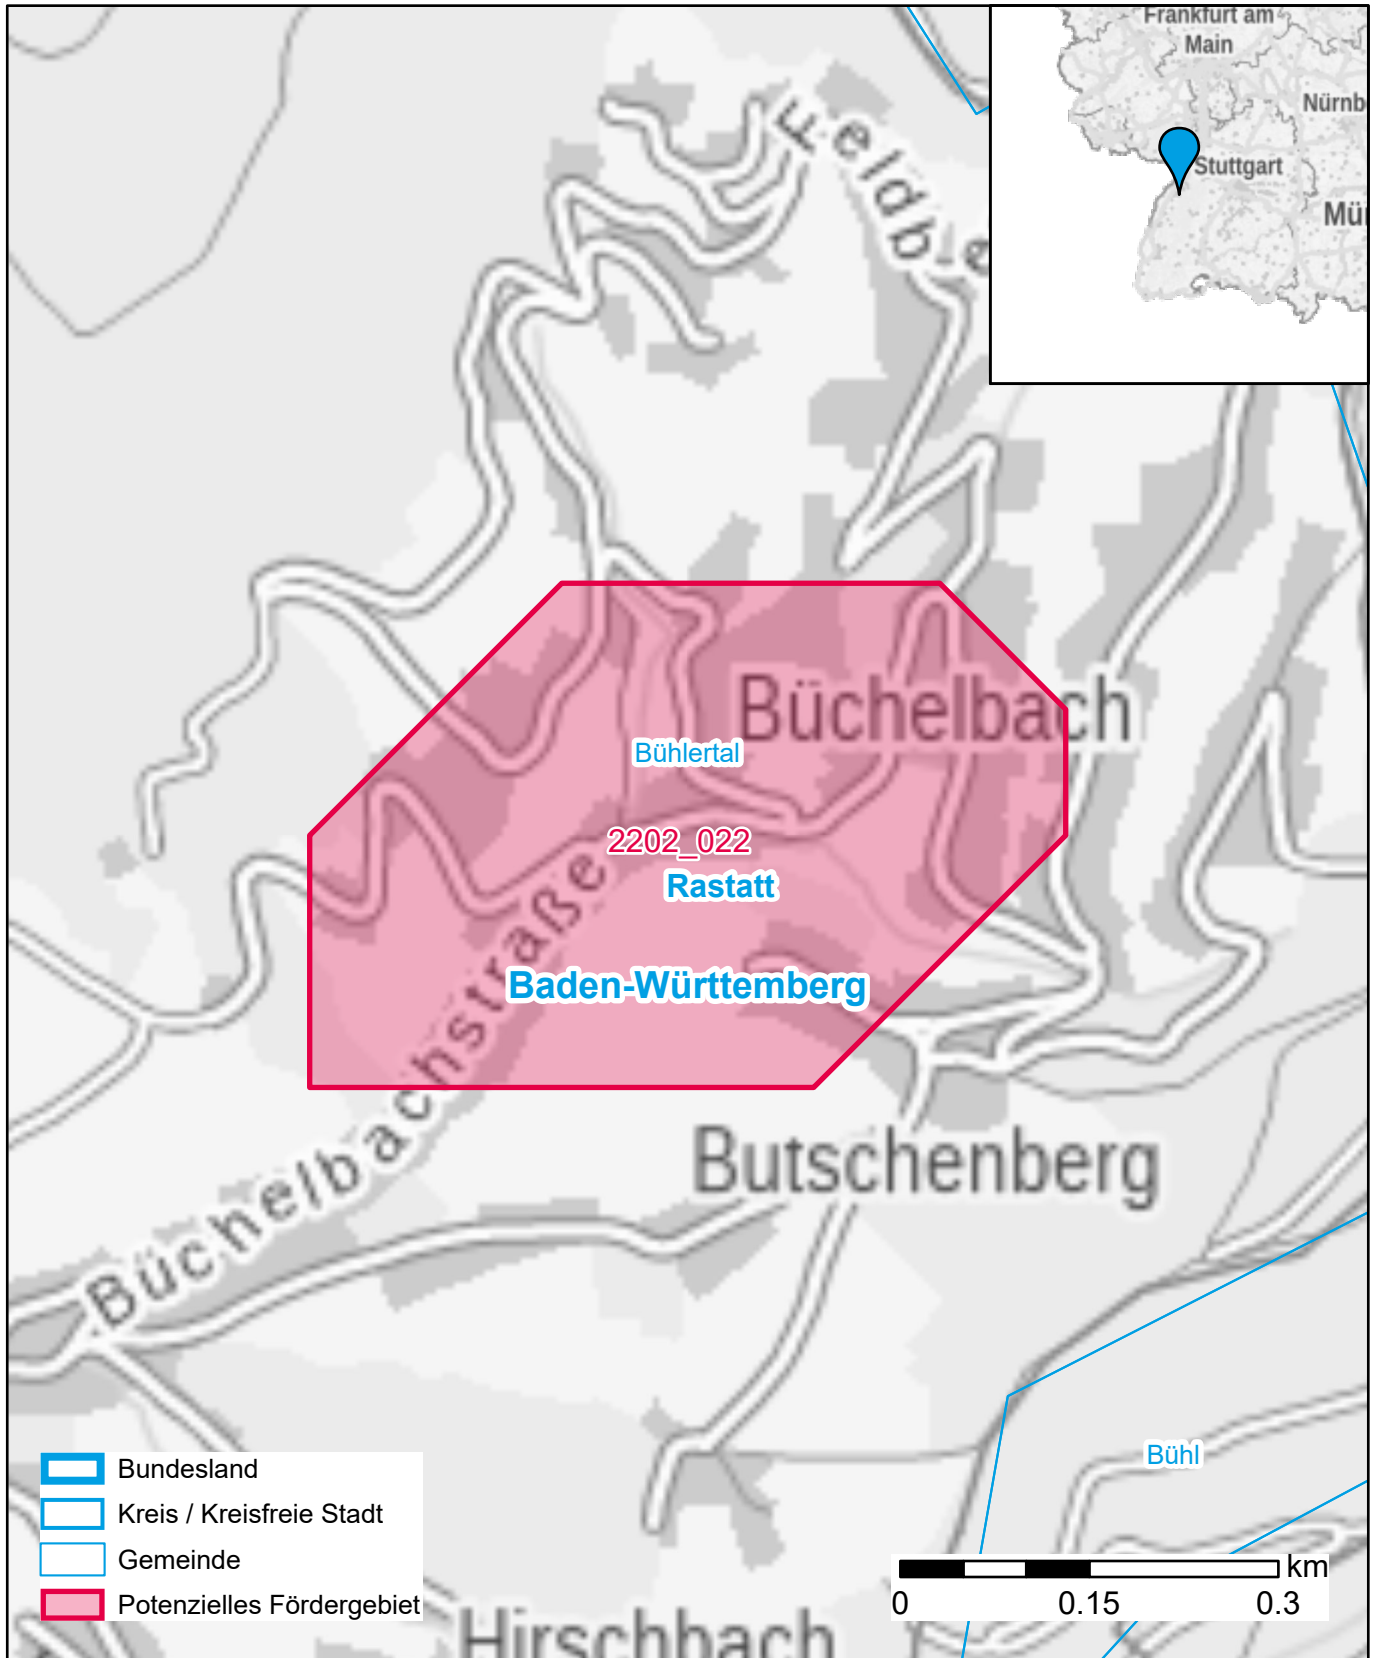 Frankfurt am
Main
Nürnb
Stuttgart
Mü
Feldb
Büchelbach
Bühlertal
2202_022
Rastatt
Baden-Württemberg
Büchelbachstraße
Butschenberg
Bühl
Bundesland
Kreis / Kreisfreie Stadt
Gemeinde
Potenzielles Fördergebiet
km
0 0.15 0.3
Hirschbach